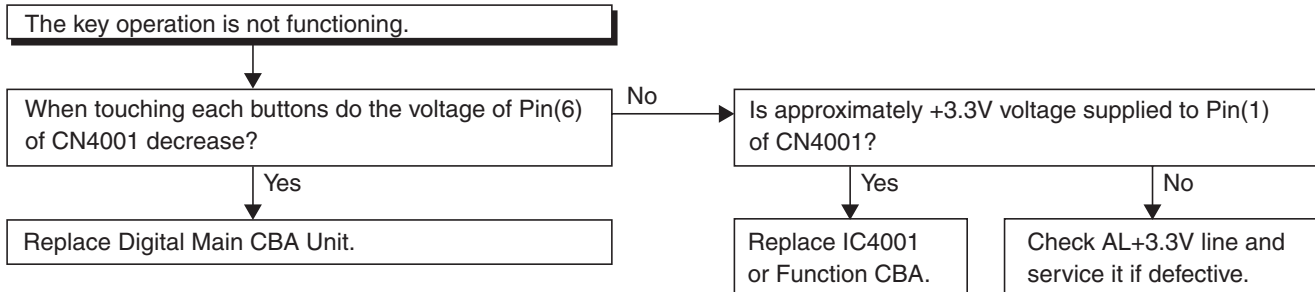 The key operation is not functioning.
When touching each buttons do the voltage of Pin(6)
of CN4001 decrease?
No
Is approximately +3.3V voltage supplied to Pin(1)
of CN4001?
Yes
Yes
No
Replace Digital Main CBA Unit.
Replace IC4001
or Function CBA.
Check AL+3.3V line and
service it if defective.